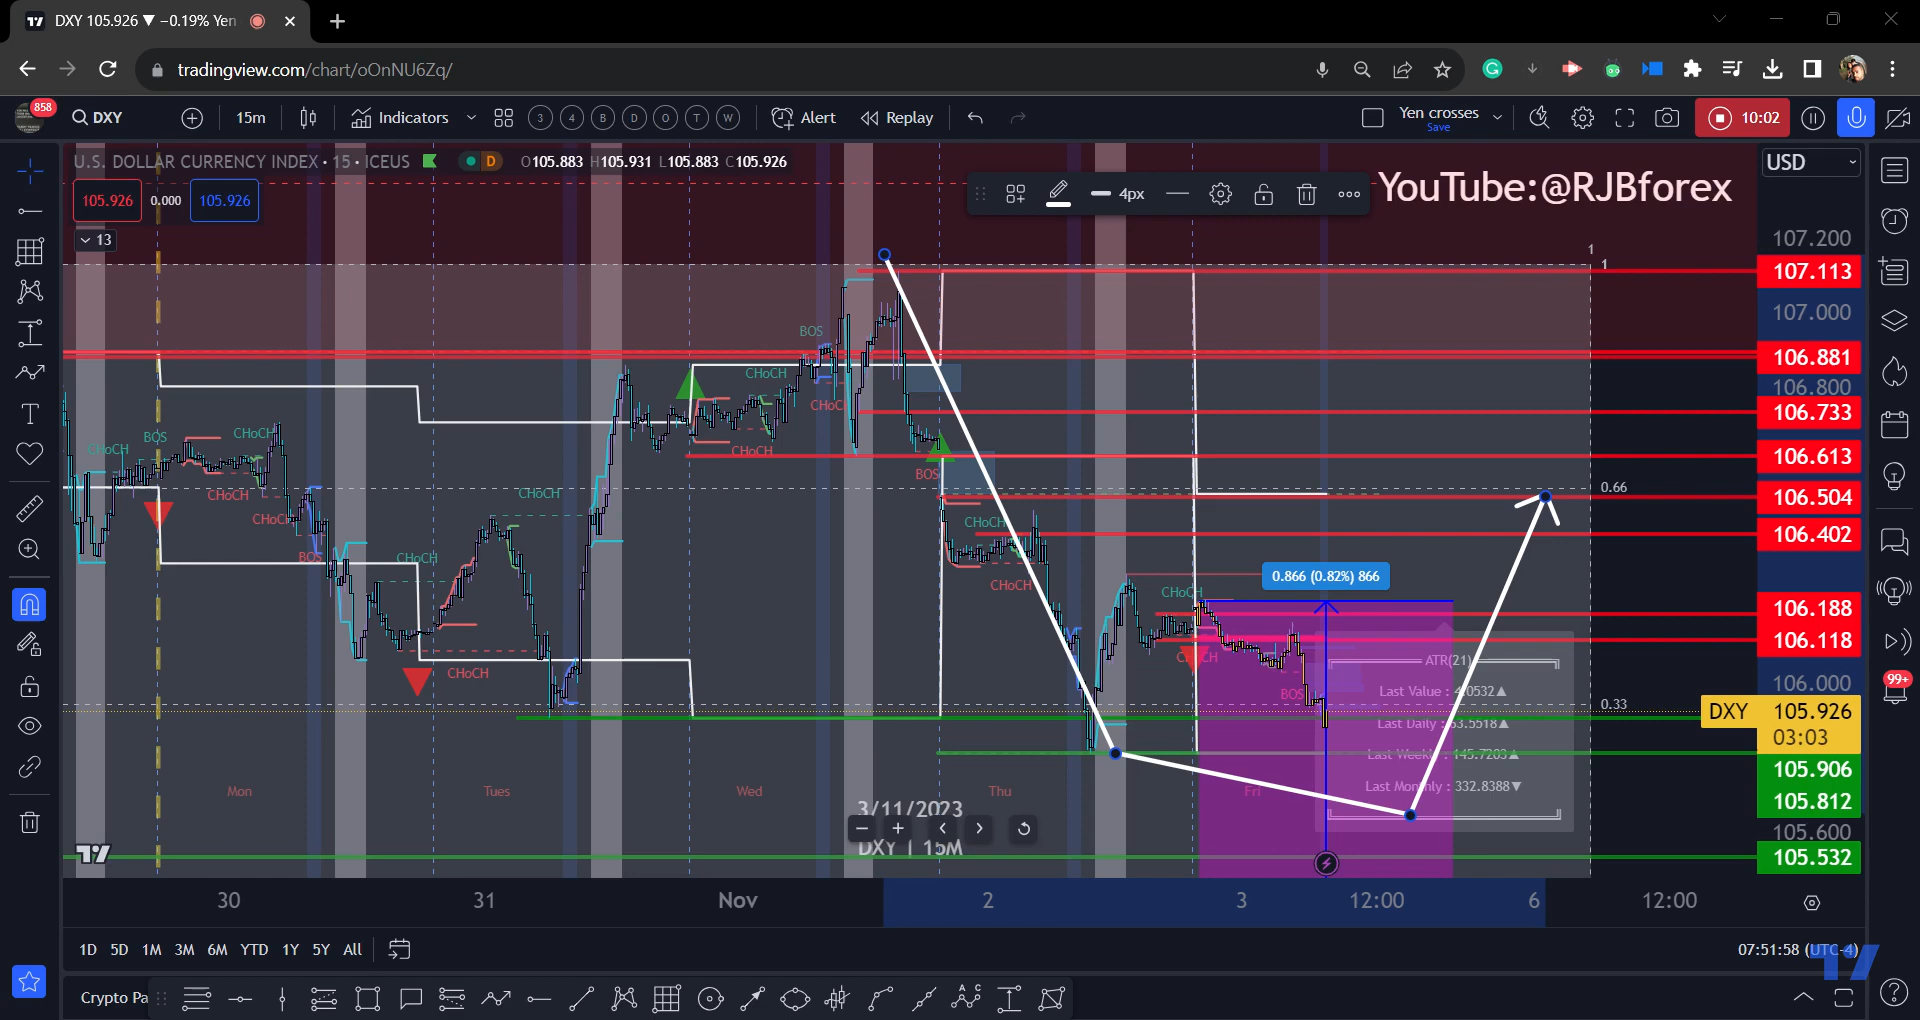 DXY 105.926 ▼ −0.19% Yen
tradingview.com/chart/oOnNU6Zq/
858
DXY
15m
Indicators
3 4 B D O T W
Alert
Replay
Yen crosses
Save
10:02
U.S. DOLLAR CURRENCY INDEX · 15 · ICEUS
D
O105.883 H105.931 L105.883 C105.926
USD
105.926 0.000 105.926
4px
YouTube:@RJBforex
13
107.200
1
1
107.113
107.000
BOS
106.881
CHoCH
106.800
CHoCH
106.733
BOS
CHoCH
CHoCH
CHoCH
106.613
BOS
CHoCH
CHoCH
0.66
106.504
CHoCH
CHoCH
106.402
BOS
CHoCH
CHoCH
0.866 (0.82%) 866
CHoCH
106.188
106.118
CHoCH
CHoCH
ATR(21)
106.000
BOS
Last Value : 4.0532▲
0.33
DXY 105.926
03:03
Last Daily : 63.5518▲
Last Weekly : 145.7203▲
105.906
Last Monthly : 332.8388▼
Mon
Tues
Wed
Thu
Fri
105.812
3/11/2023
105.600
DXY | 15M
105.532
30
31
Nov
2
3
12:00
6
12:00
1D 5D 1M 3M 6M YTD 1Y 5Y All
07:51:58 (UTC-4)
Crypto Pa
A C
B
99+